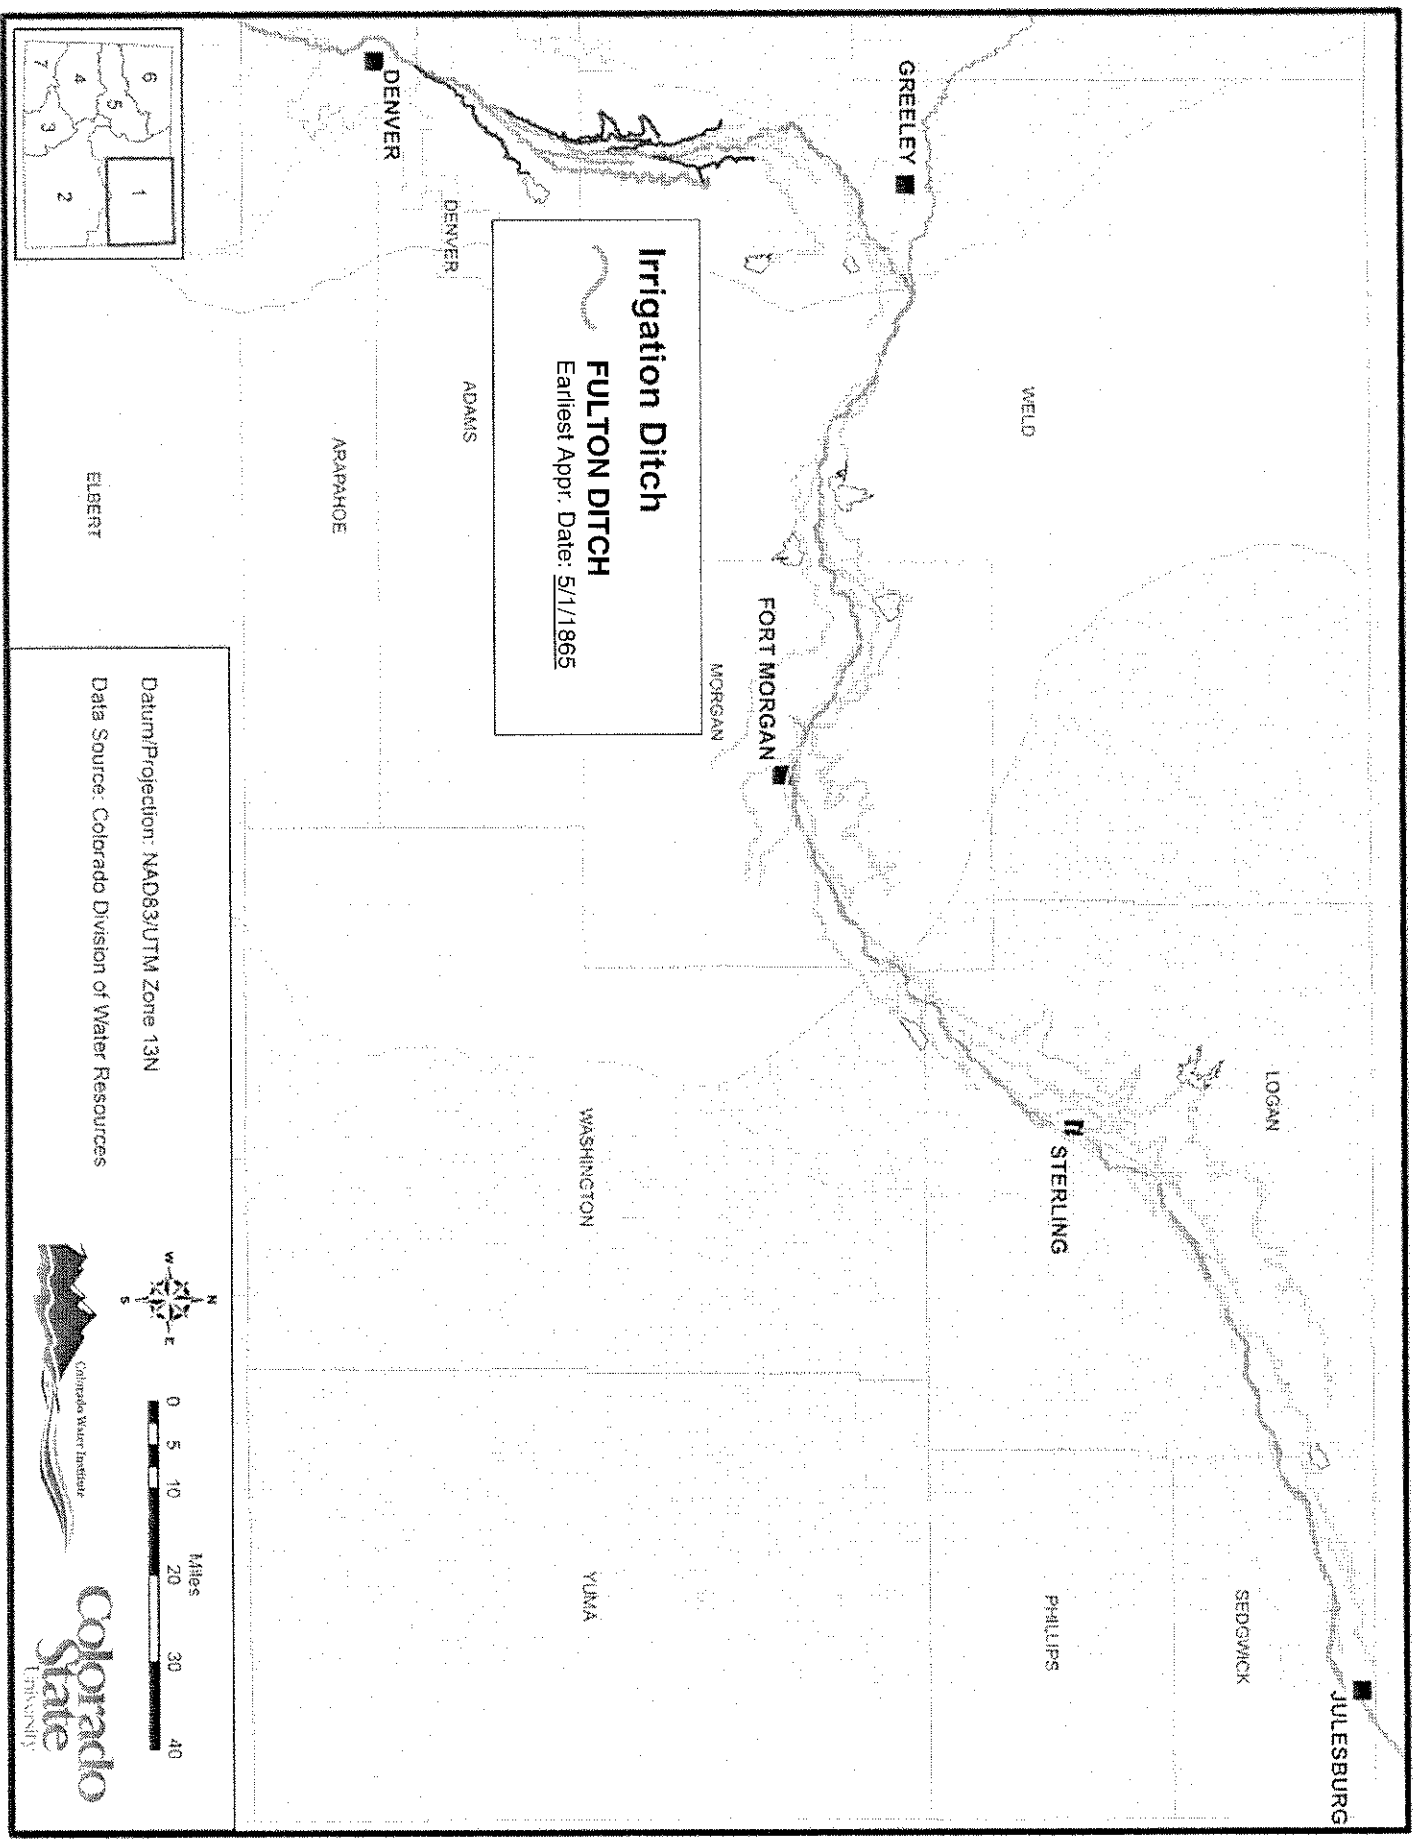 JULESBURG
SEDGWICK
LOGAN
PHILLIPS
STERLING
WELD
GREELEY
FORT MORGAN
MORGAN
Irrigation Ditch
FULTON DITCH
Earliest Appr. Date: 5/1/1865
WASHINGTON
YUMA
ADAMS
DENVER
DENVER
ARAPAHOE
ELBERT
6
5
4
7
3
1
2
Datum/Projection: NAD83/UTM Zone 13N
Data Source: Colorado Division of Water Resources
N
W
E
S
Miles
0 5 10 20 30 40
Colorado Water Institute
Colorado
State
University